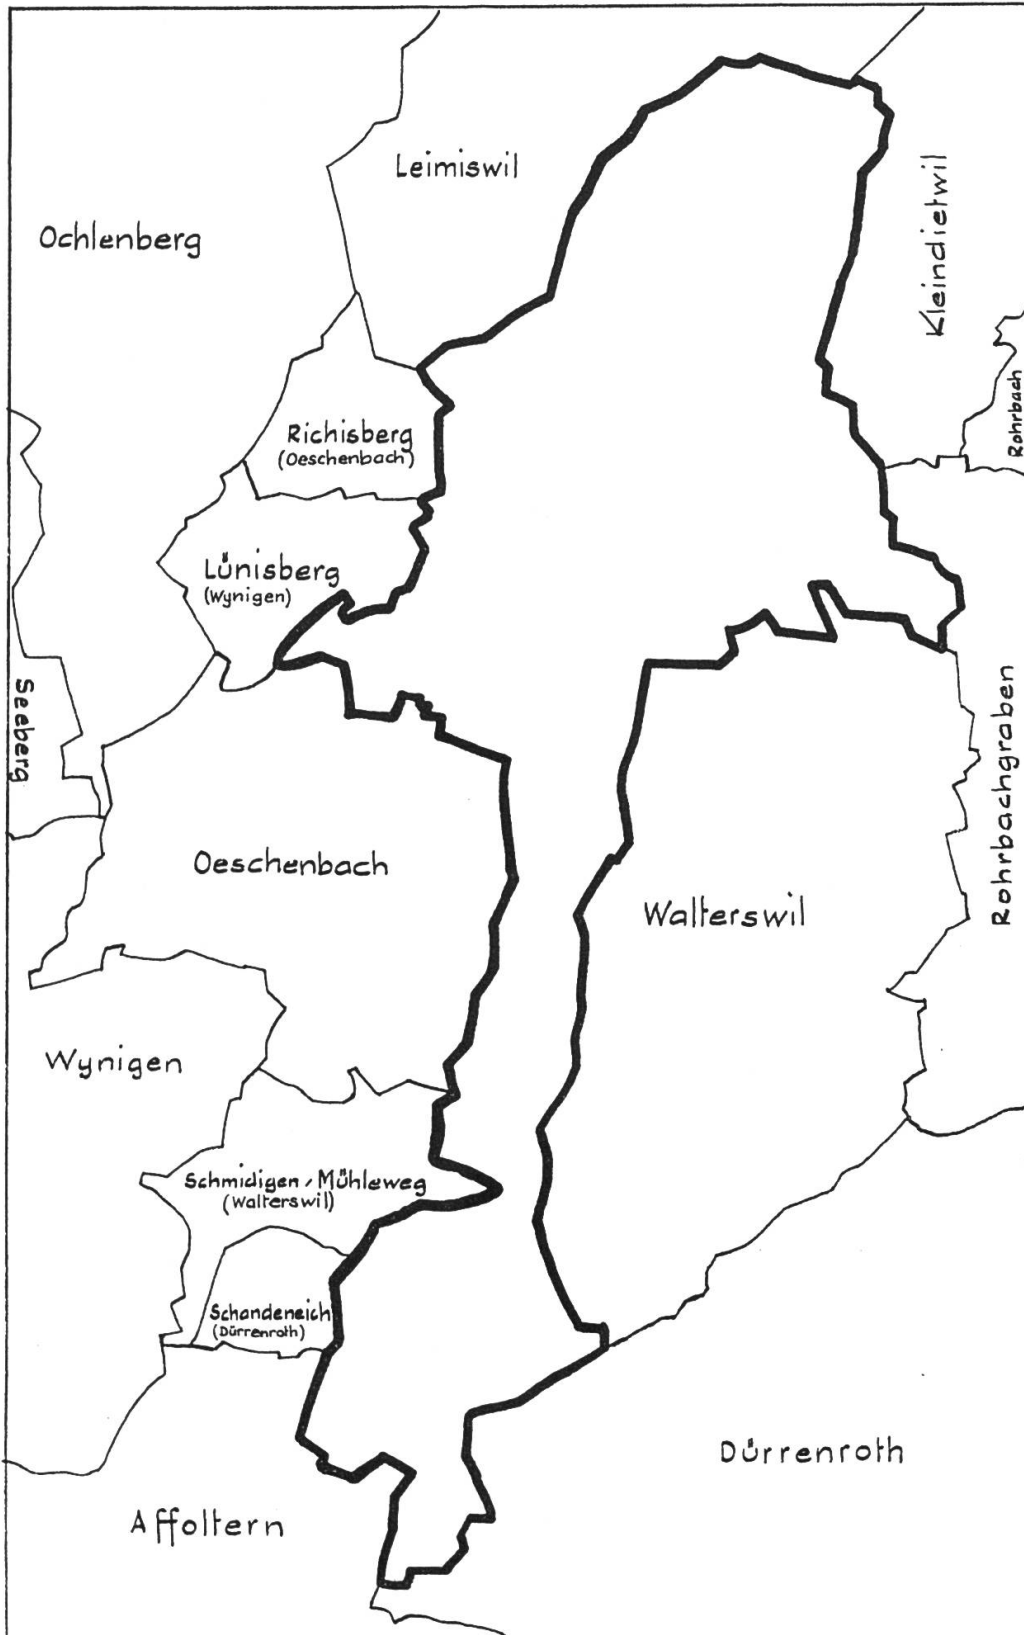 Leimiswil
Ochlenberg
Kleindietwil
Rohrbach
Richisberg
(Oeschenbach)
Lünisberg
(Wynigen)
Seeberg
Rohrbachgraben
Oeschenbach
Walterswil
Wynigen
Schmidigen-Mühleweg
(Walterswil)
Schandeneich
(Dürrenroth)
Dürrenroth
Affoltern